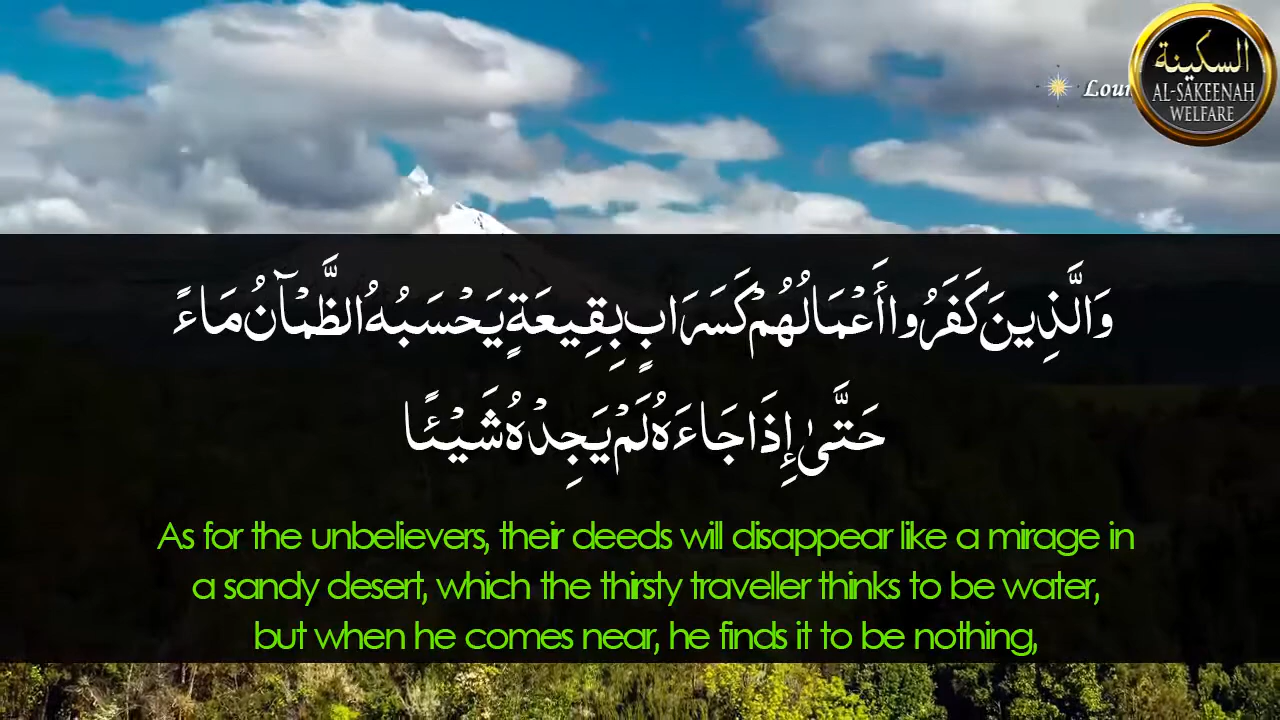 السكينة
AL-SAKEENAH
WELFARE
وَالَّذِينَ كَفَرُوا أَعْمَالُهُمْ كَسَرَابٍ بِقِيعَةٍ يَحْسَبُهُ الظَّمْآنُ مَاءً
حَتَّىٰ إِذَا جَاءَهُ لَمْ يَجِدْهُ شَيْئًا
As for the unbelievers, their deeds will disappear like a mirage in
a sandy desert, which the thirsty traveller thinks to be water,
but when he comes near, he finds it to be nothing,